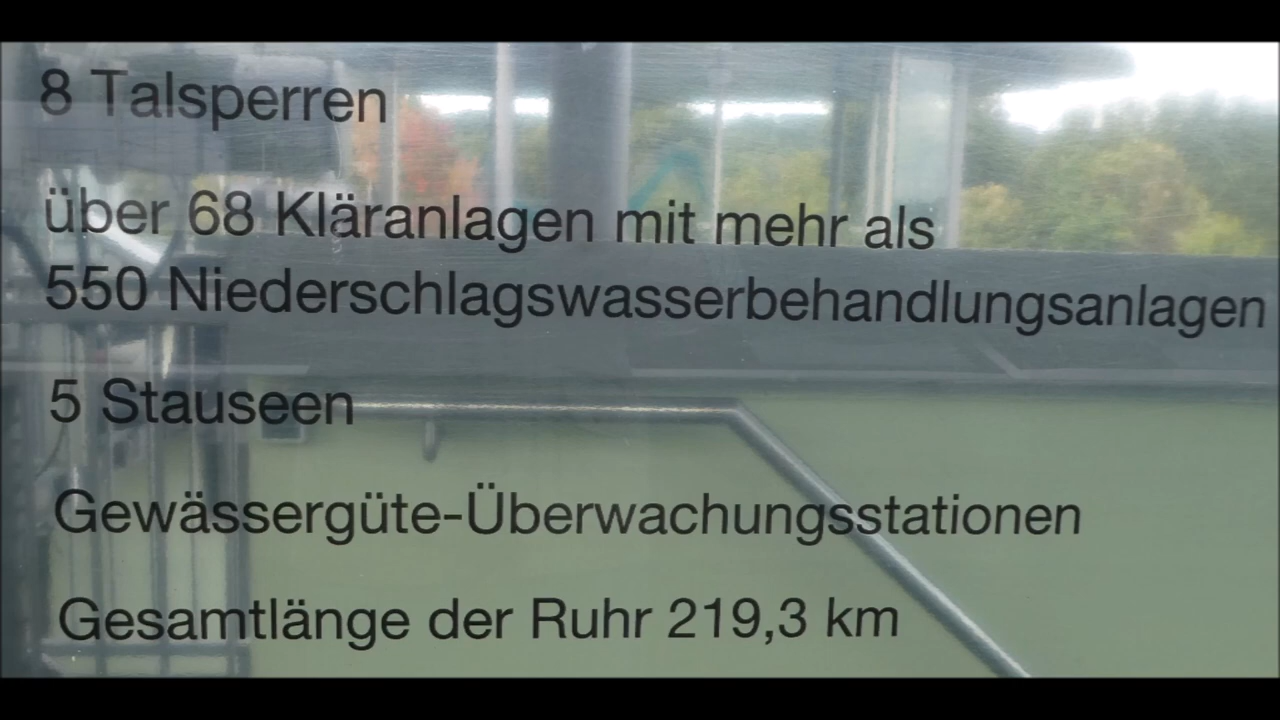 8 Talsperren
über 68 Kläranlagen mit mehr als
550 Niederschlagswasserbehandlungsanlagen
5 Stauseen
Gewässergüte-Überwachungsstationen
Gesamtlänge der Ruhr 219,3 km